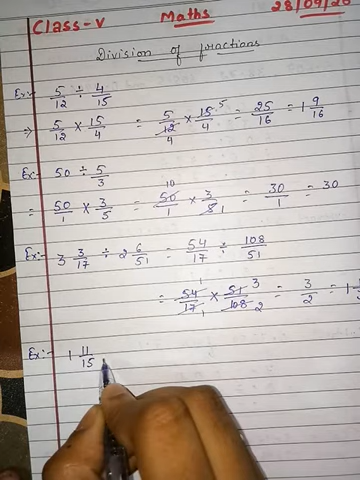 Class-V Maths 28/09/20
Division of fractions
Ex:- 5/12 ÷ 4/15
⇒ 5/12 × 15/4 = 5/12 4 × 15 5/4 = 25/16 = 1 9/16
Ex:- 50 ÷ 5/3
= 50/1 × 3/5 = 10 50/1 × 3/5 1 = 30/1 = 30
Ex:- 3 3/17 ÷ 2 6/51 = 54/17 ÷ 108/51
= 54 1/17 1 × 51 3/108 2 = 3/2 = 1
Ex:- 1 11/15